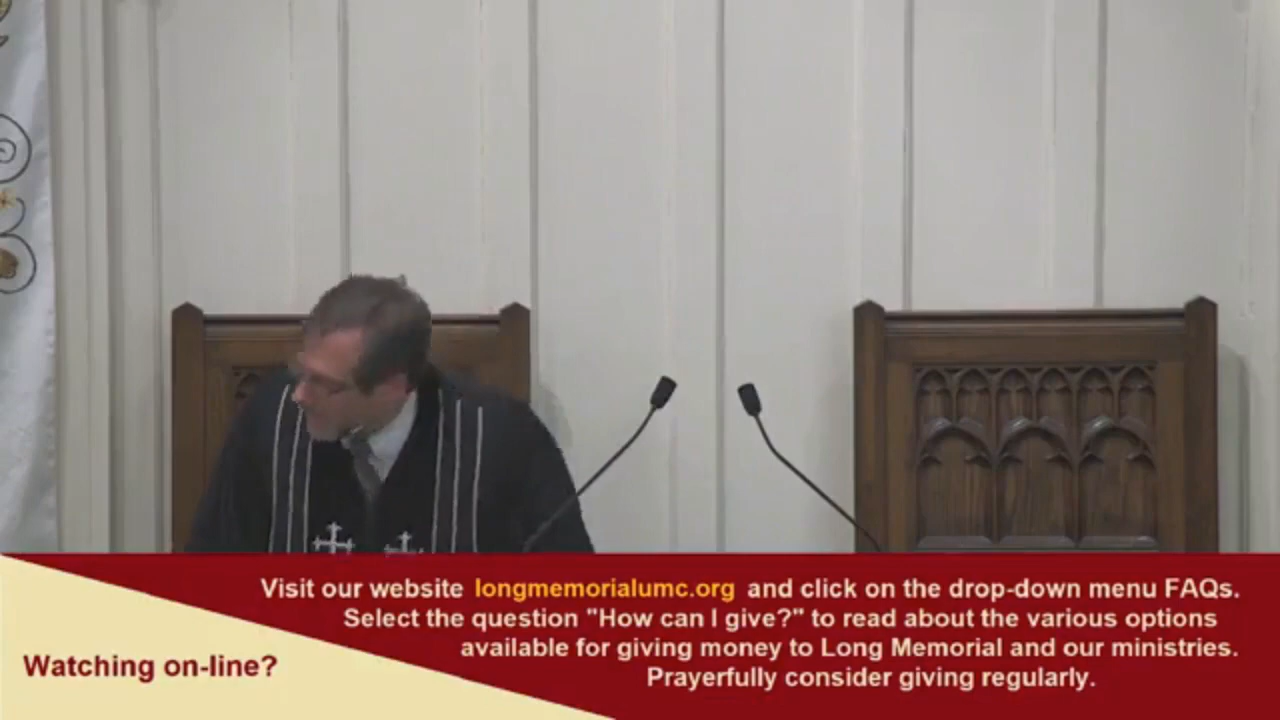 Visit our website longmemorialumc.org and click on the drop-down menu FAQs.
Select the question "How can I give?" to read about the various options
available for giving money to Long Memorial and our ministries.
Prayerfully consider giving regularly.
Watching on-line?